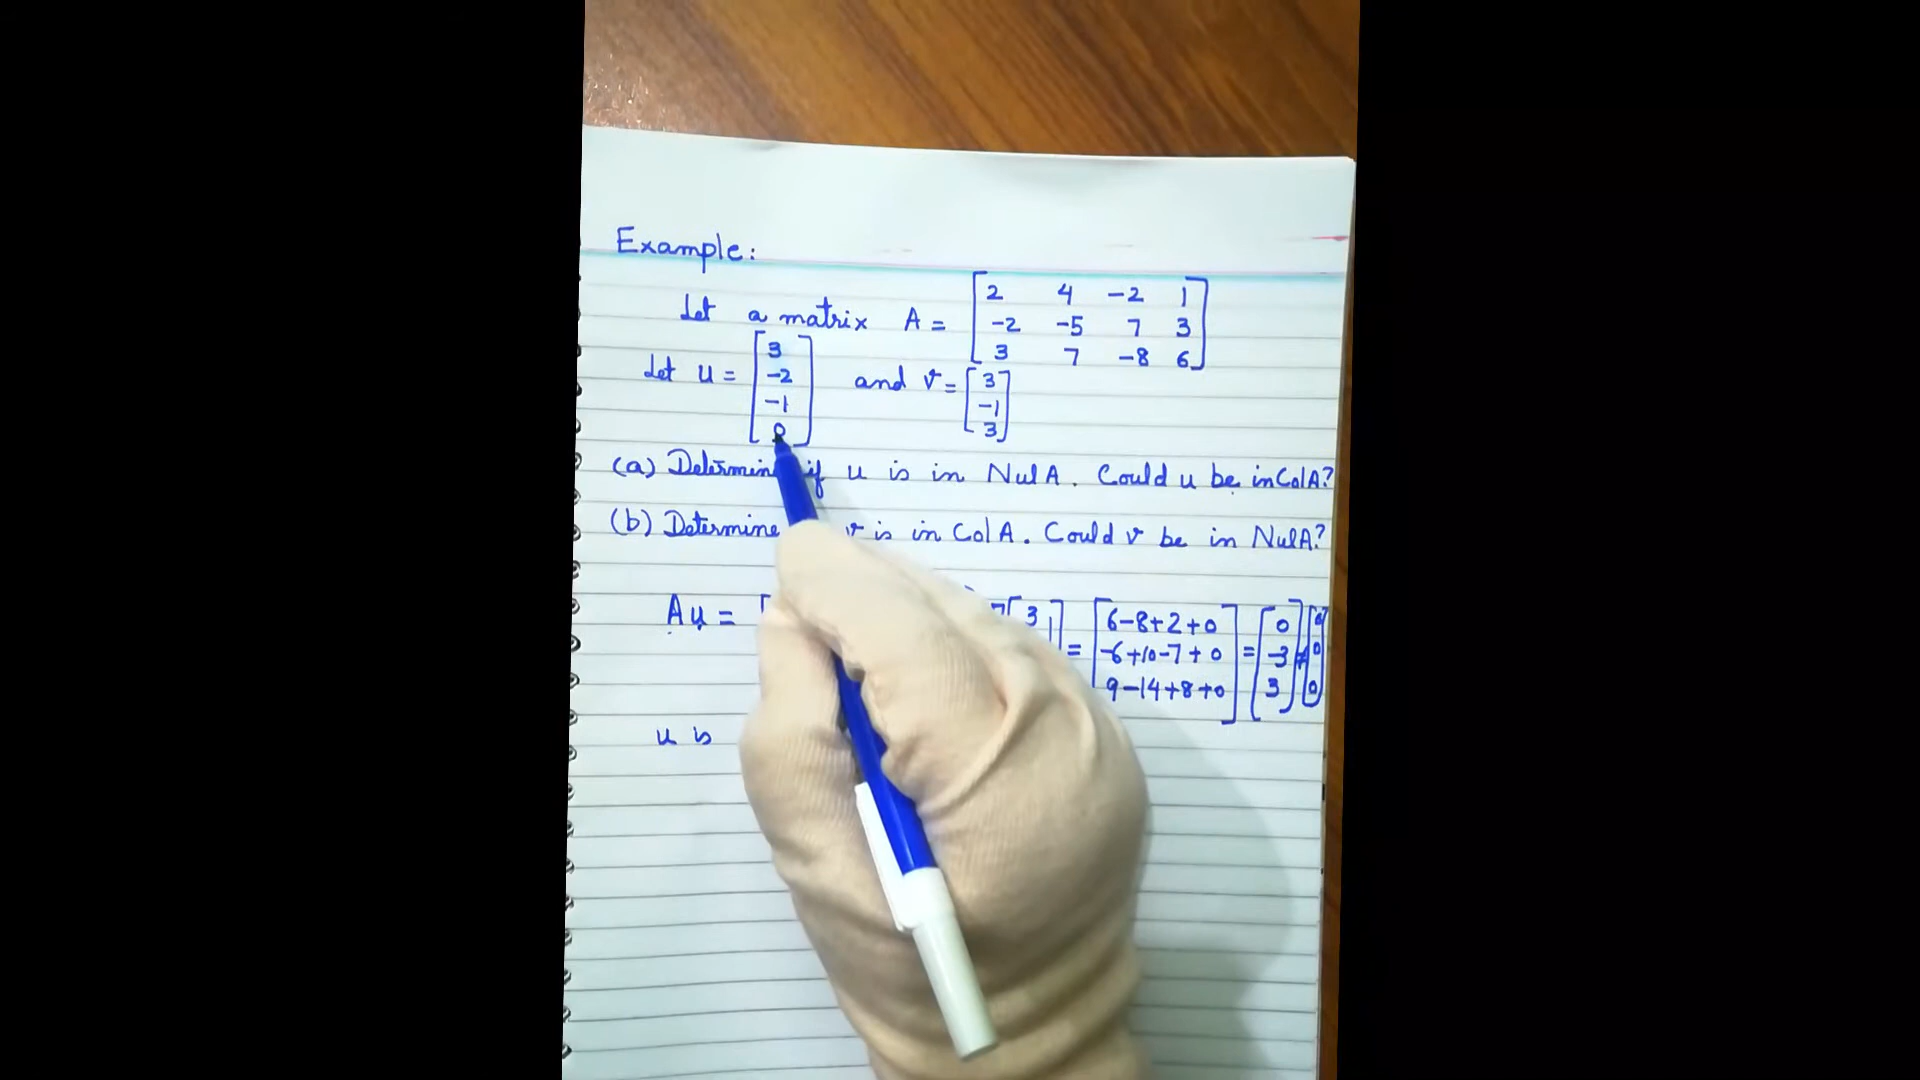 Example:
Let a matrix A = [2 4 -2 1
-2 -5 7 3
3 7 -8 6]
Let u = [3
-2
-1
0] and v = [3
-1
3]
(a) Determine if u is in Nul A. Could u be in Col A?
(b) Determine v is in Col A. Could v be in Nul A?
Au = [ ][3 ] = [6-8+2+0
-6+10-7+0
9-14+8+0] = [0
-3
3] ≠ [0
0
0]
u is